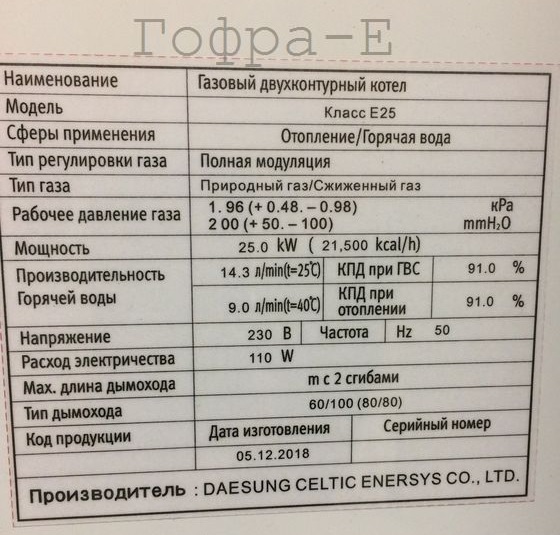 Гофра-Е
Наименование Газовый двухконтурный котел
Модель Класс E25
Сферы применения Отопление/Горячая вода
Тип регулировки газа Полная модуляция
Тип газа Природный газ/Сжиженный газ
Рабочее давление газа 1.96 (+ 0.48. – 0.98) кРа
2 00 (+ 50. – 100) mmH₂O
Мощность 25.0 kW ( 21,500 kcal/h)
Производительность Горячей воды 14.3 л/min(t=25℃) КПД при ГВС 91.0 %
9.0 л/min(t=40℃) КПД при отоплении 91.0 %
Напряжение 230 В Частота Hz 50
Расход электричества 110 W
Мах. длина дымохода m с 2 сгибами
Тип дымохода 60/100 (80/80)
Код продукции Дата изготовления Серийный номер
05.12.2018
Производитель : DAESUNG CELTIC ENERSYS CO., LTD.